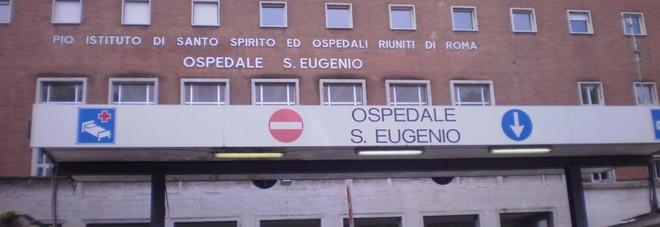 PIO ISTITUTO DI SANTO SPIRITO ED OSPEDALI RIUNITI DI ROMA
OSPEDALE S. EUGENIO
OSPEDALE
S. EUGENIO